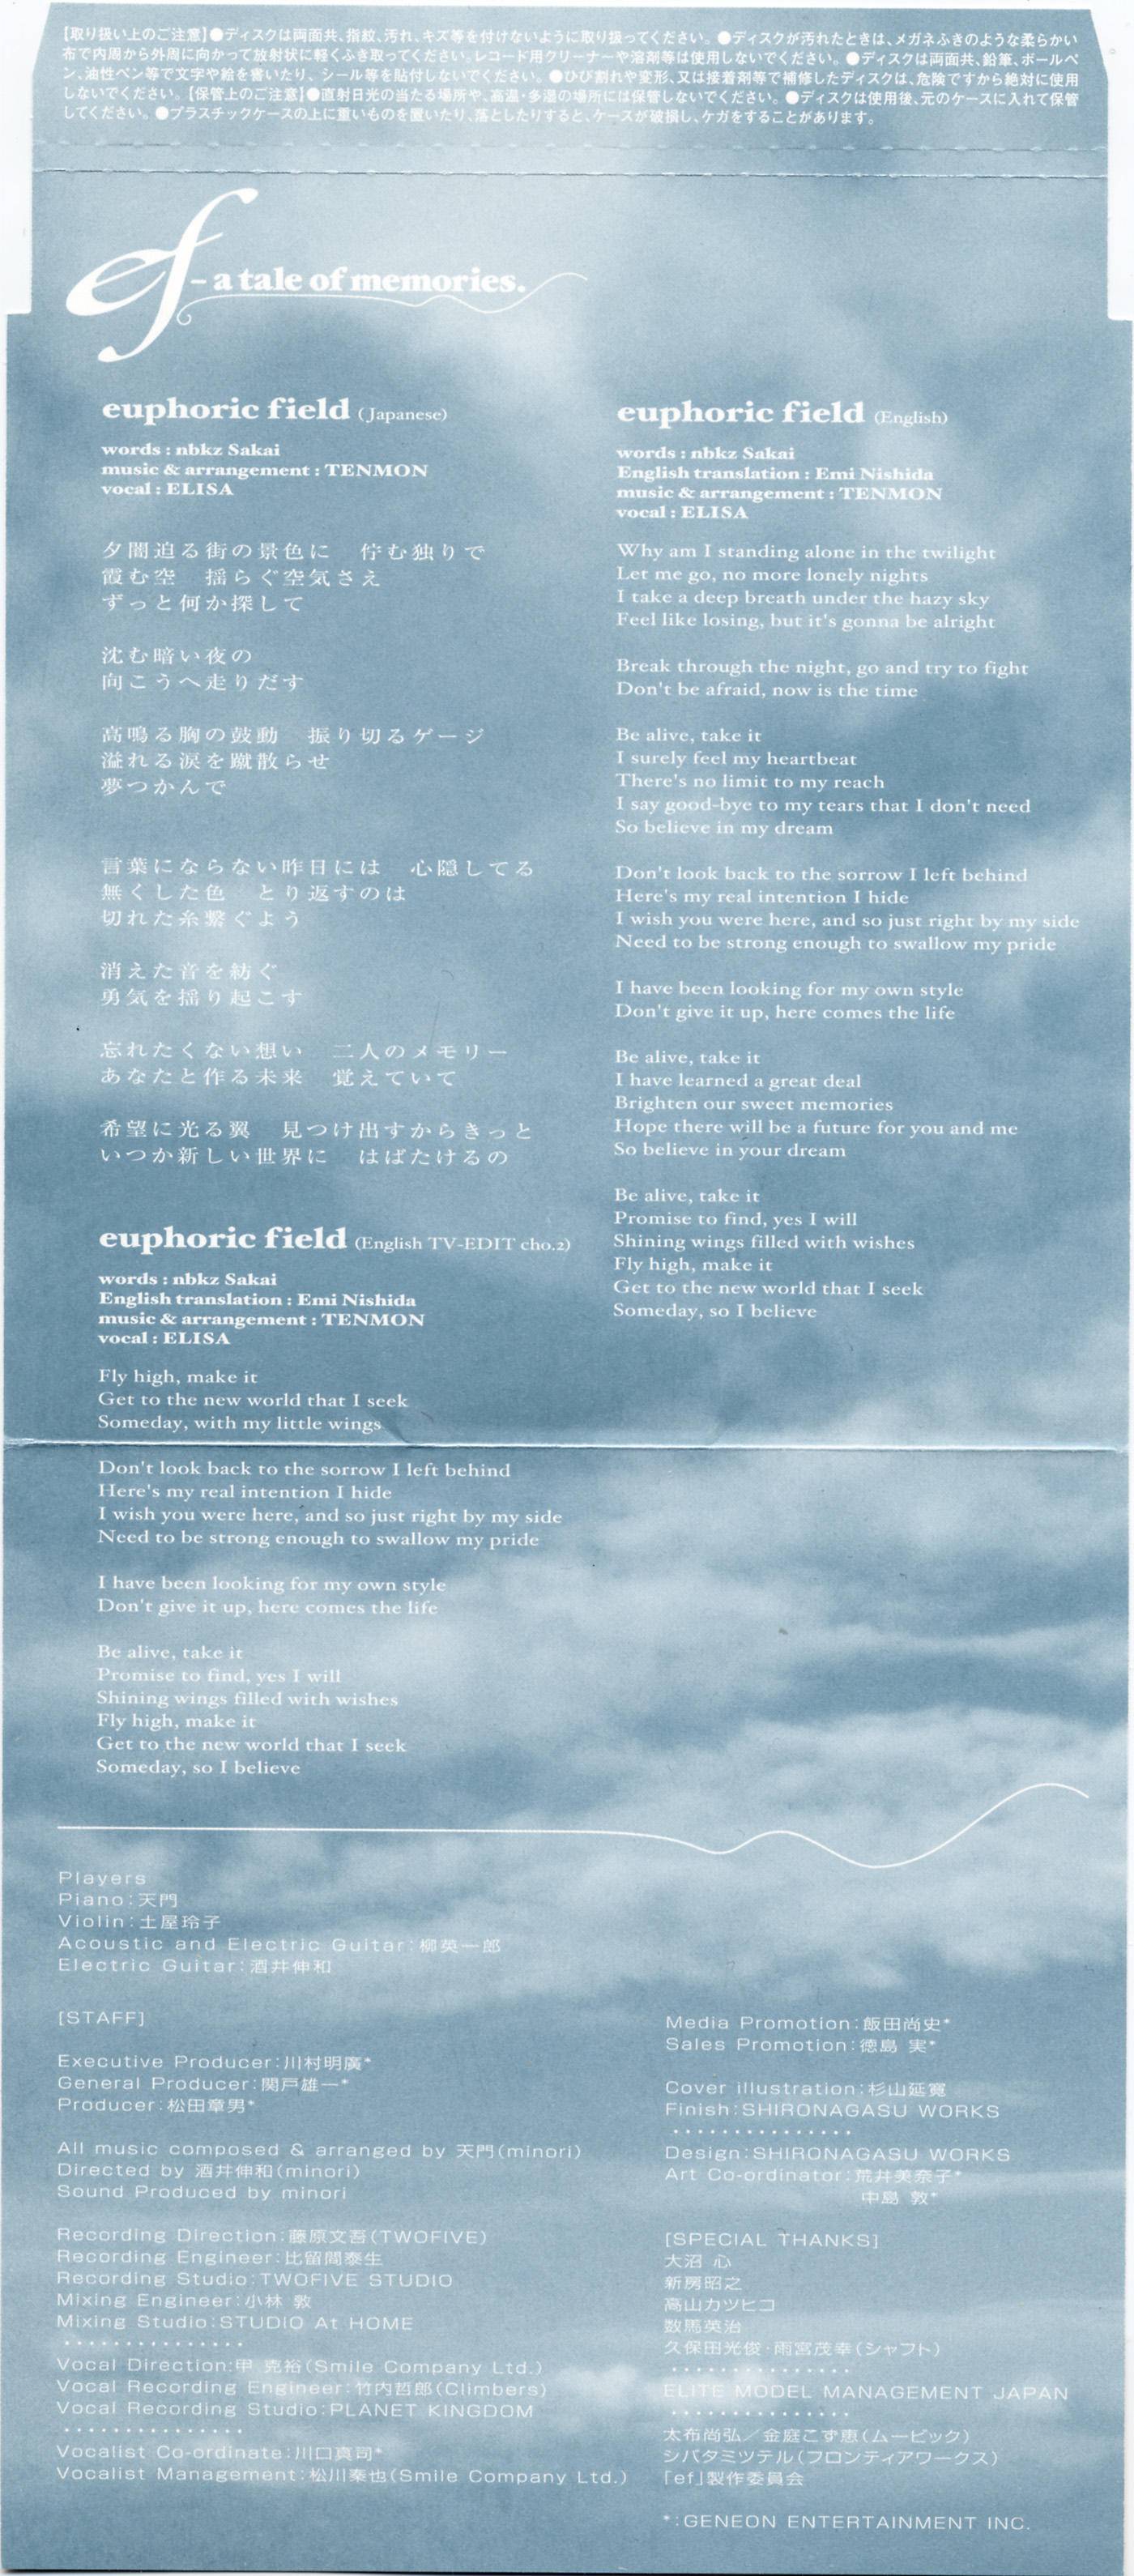 【取り扱い上のご注意】●ディスクは両面共、指紋、汚れ、キズ等を付けないように取り扱ってください。●ディスクが汚れたときは、メガネふきのような柔らかい
布で内周から外周に向かって放射状に軽くふき取ってください。レコード用クリーナーや溶剤等は使用しないでください。●ディスクは両面共、鉛筆、ボールペ
ン、油性ペン等で文字や絵を書いたり、シール等を貼付しないでください。●ひび割れや変形、又は接着剤等で補修したディスクは、危険ですから絶対に使用
しないでください。【保管上のご注意】●直射日光の当たる場所や、高温・多湿の場所には保管しないでください。●ディスクは使用後、元のケースに入れて保管
してください。●プラスチックケースの上に重いものを置いたり、落としたりすると、ケースが破損し、ケガをすることがあります。
ef - a tale of memories.
euphoric field (Japanese)
words : nbkz Sakai
music & arrangement : TENMON
vocal : ELISA
夕闇迫る街の景色に 佇む独りで
霞む空 揺らぐ空気さえ
ずっと何か探して
沈む暗い夜の
向こうへ走りだす
高鳴る胸の鼓動 振り切るゲージ
溢れる涙を蹴散らせ
夢つかんで
言葉にならない昨日には 心隠してる
無くした色 とり返すのは
切れた糸繋ぐよう
消えた音を紡ぐ
勇気を揺り起こす
忘れたくない想い 二人のメモリー
あなたと作る未来 覚えていて
希望に光る翼 見つけ出すからきっと
いつか新しい世界に はばたけるの
euphoric field (English TV-EDIT cho.2)
words : nbkz Sakai
English translation : Emi Nishida
music & arrangement : TENMON
vocal : ELISA
Fly high, make it
Get to the new world that I seek
Someday, with my little wings
Don't look back to the sorrow I left behind
Here's my real intention I hide
I wish you were here, and so just right by my side
Need to be strong enough to swallow my pride
I have been looking for my own style
Don't give it up, here comes the life
Be alive, take it
Promise to find, yes I will
Shining wings filled with wishes
Fly high, make it
Get to the new world that I seek
Someday, so I believe
euphoric field (English)
words : nbkz Sakai
English translation : Emi Nishida
music & arrangement : TENMON
vocal : ELISA
Why am I standing alone in the twilight
Let me go, no more lonely nights
I take a deep breath under the hazy sky
Feel like losing, but it's gonna be alright
Break through the night, go and try to fight
Don't be afraid, now is the time
Be alive, take it
I surely feel my heartbeat
There's no limit to my reach
I say good-bye to my tears that I don't need
So believe in my dream
Don't look back to the sorrow I left behind
Here's my real intention I hide
I wish you were here, and so just right by my side
Need to be strong enough to swallow my pride
I have been looking for my own style
Don't give it up, here comes the life
Be alive, take it
I have learned a great deal
Brighten our sweet memories
Hope there will be a future for you and me
So believe in your dream
Be alive, take it
Promise to find, yes I will
Shining wings filled with wishes
Fly high, make it
Get to the new world that I seek
Someday, so I believe
Players
Piano:天門
Violin:土屋玲子
Acoustic and Electric Guitar:柳英一郎
Electric Guitar:酒井伸和
[STAFF]
Executive Producer:川村明廣*
General Producer:関戸雄一*
Producer:松田章男*
All music composed & arranged by 天門(minori)
Directed by 酒井伸和(minori)
Sound Produced by minori
Recording Direction:藤原文吾(TWOFIVE)
Recording Engineer:比留間泰生
Recording Studio:TWOFIVE STUDIO
Mixing Engineer:小林 敦
Mixing Studio:STUDIO At HOME
Vocal Direction:甲 克裕(Smile Company Ltd.)
Vocal Recording Engineer:竹内哲郎(Climbers)
Vocal Recording Studio:PLANET KINGDOM
Vocalist Co-ordinate:川口真司*
Vocalist Management:松川秦也(Smile Company Ltd.)
Media Promotion:飯田尚史*
Sales Promotion:徳島 実*
Cover illustration:杉山延寛
Finish:SHIRONAGASU WORKS
Design:SHIRONAGASU WORKS
Art Co-ordinator:荒井美奈子*
中島 敦*
[SPECIAL THANKS]
大沼 心
新房昭之
高山カツヒコ
数馬英治
久保田光俊・雨宮茂幸(シャフト)
ELITE MODEL MANAGEMENT JAPAN
太布尚弘／金庭こず恵(ムービック)
シバタミツテル(フロンティアワークス)
「ef」製作委員会
*:GENEON ENTERTAINMENT INC.